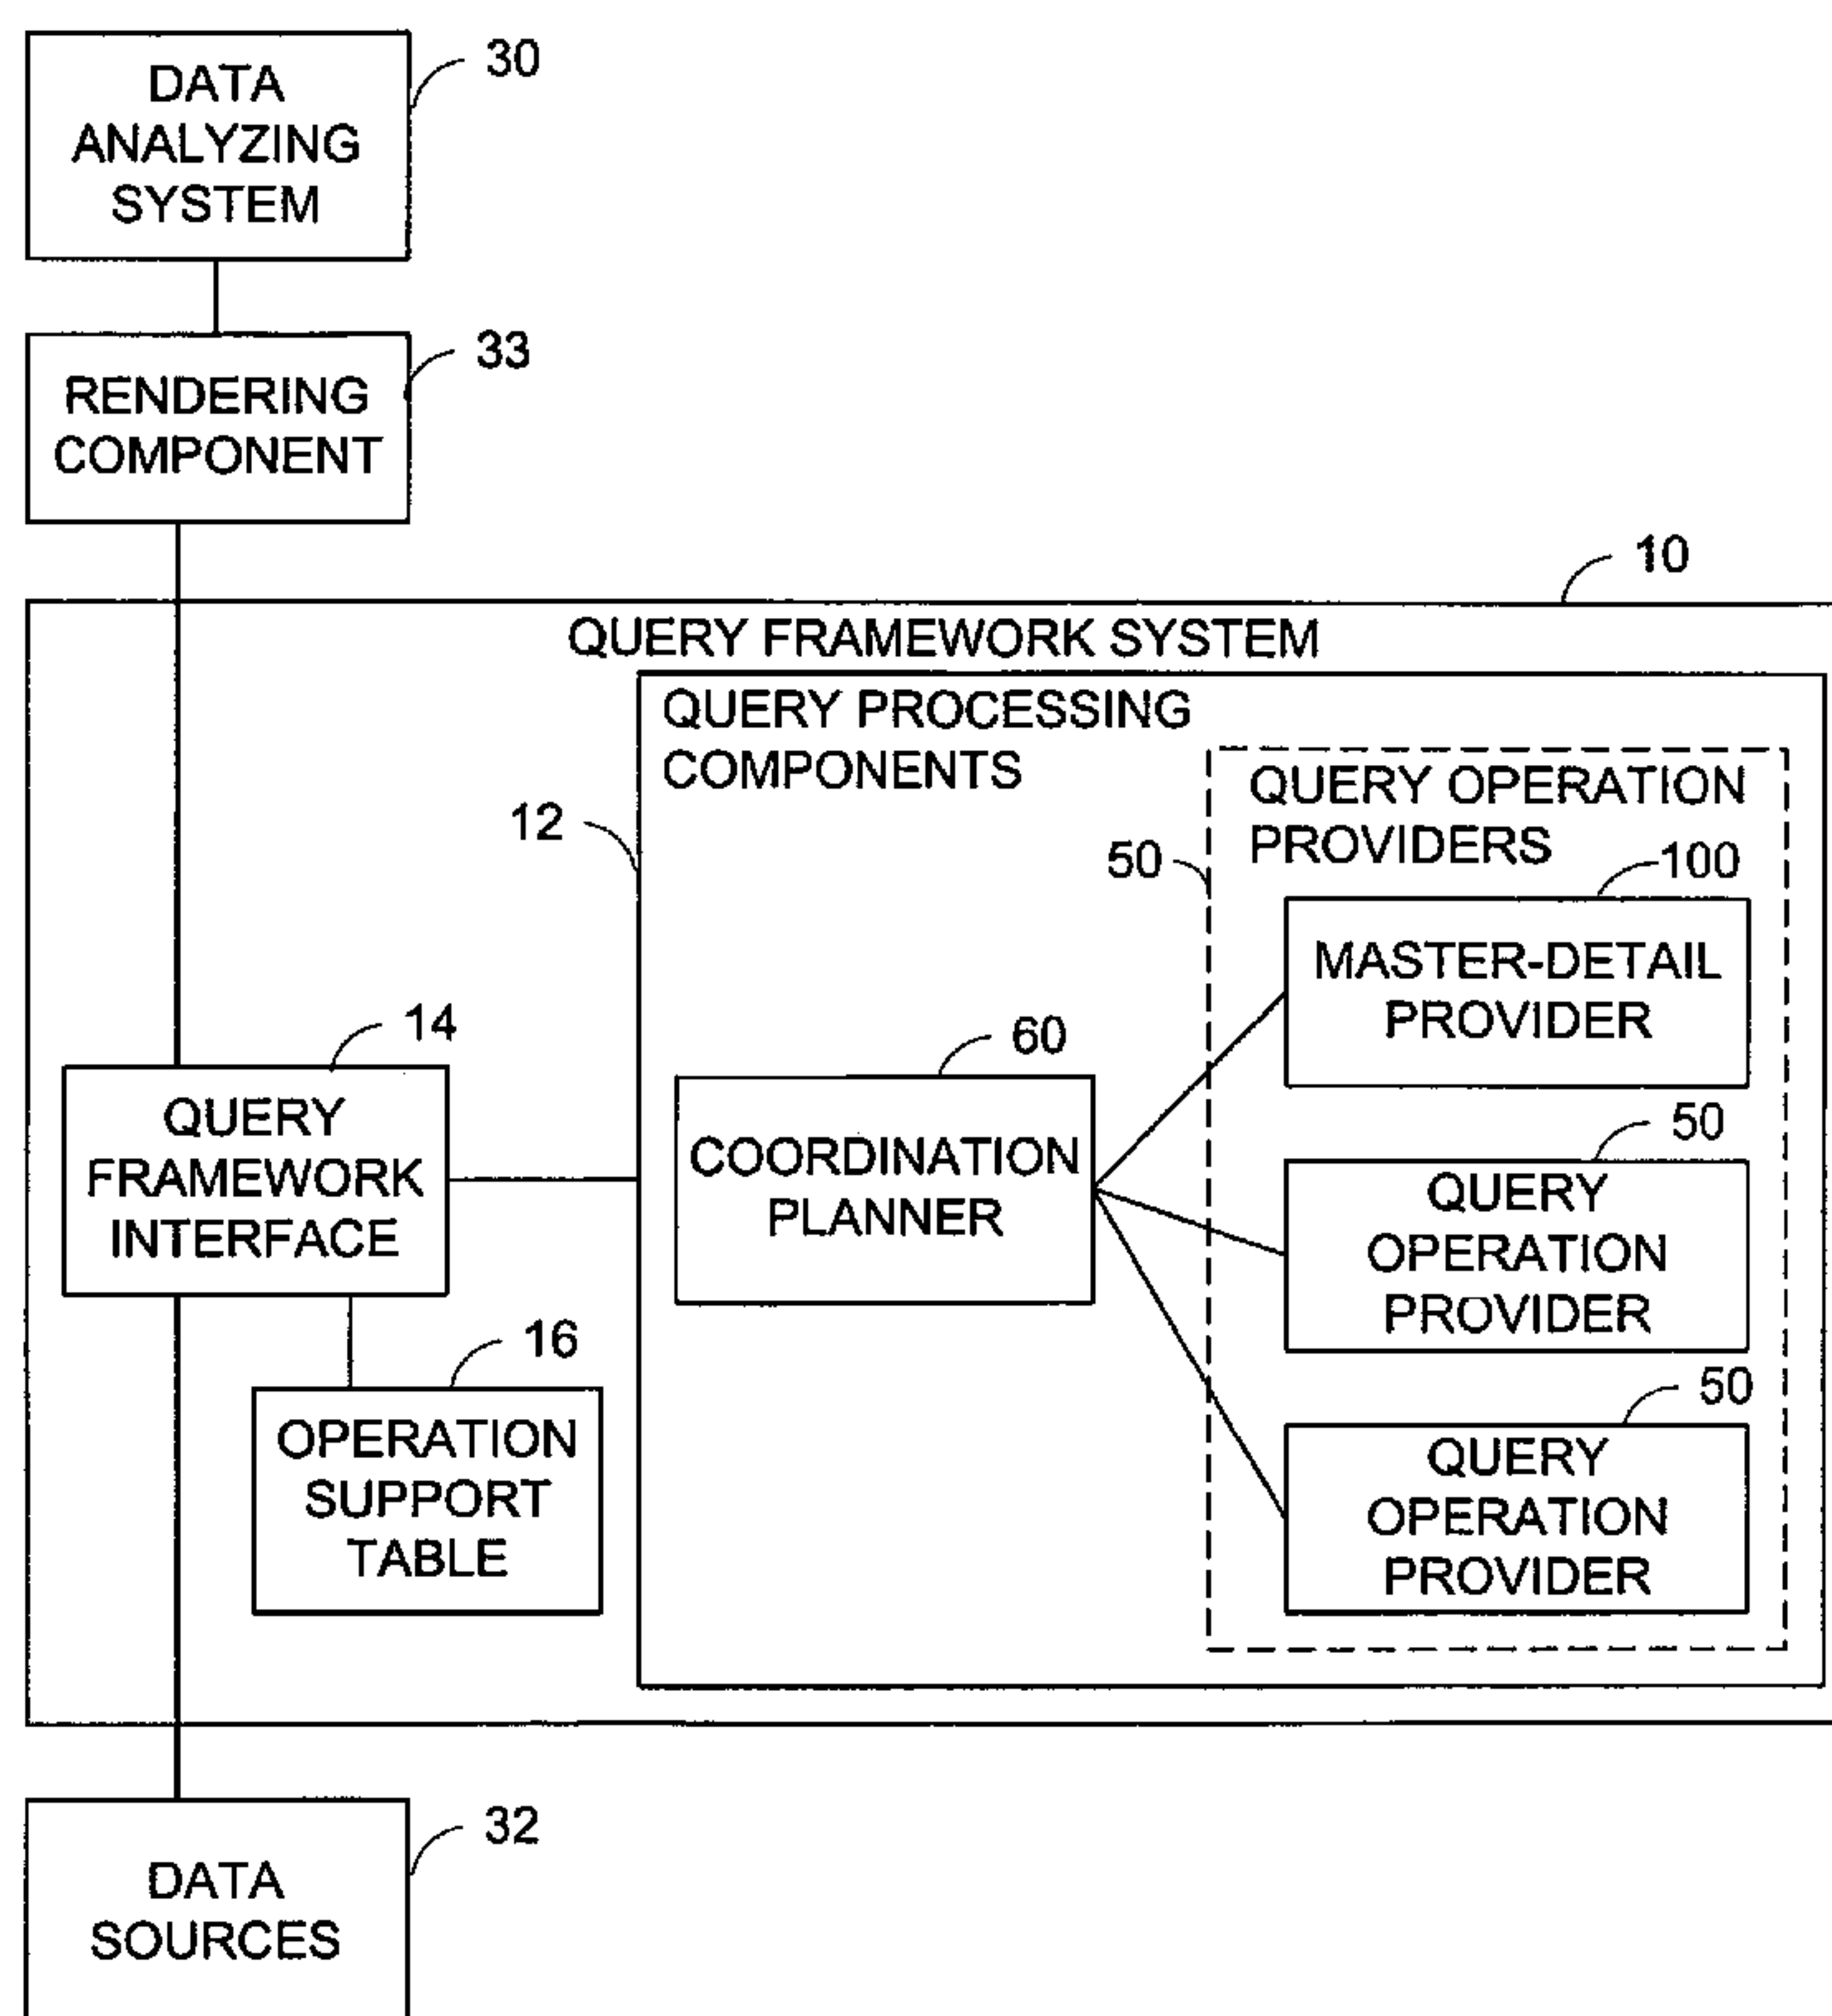 30
DATA
ANALYZING
SYSTEM
33
RENDERING
COMPONENT
10
QUERY FRAMEWORK SYSTEM
QUERY PROCESSING
COMPONENTS
12
QUERY OPERATION
PROVIDERS
50
100
MASTER-DETAIL
PROVIDER
14
QUERY
FRAMEWORK
INTERFACE
60
COORDINATION
PLANNER
50
QUERY
OPERATION
PROVIDER
16
OPERATION
SUPPORT
TABLE
50
QUERY
OPERATION
PROVIDER
32
DATA
SOURCES